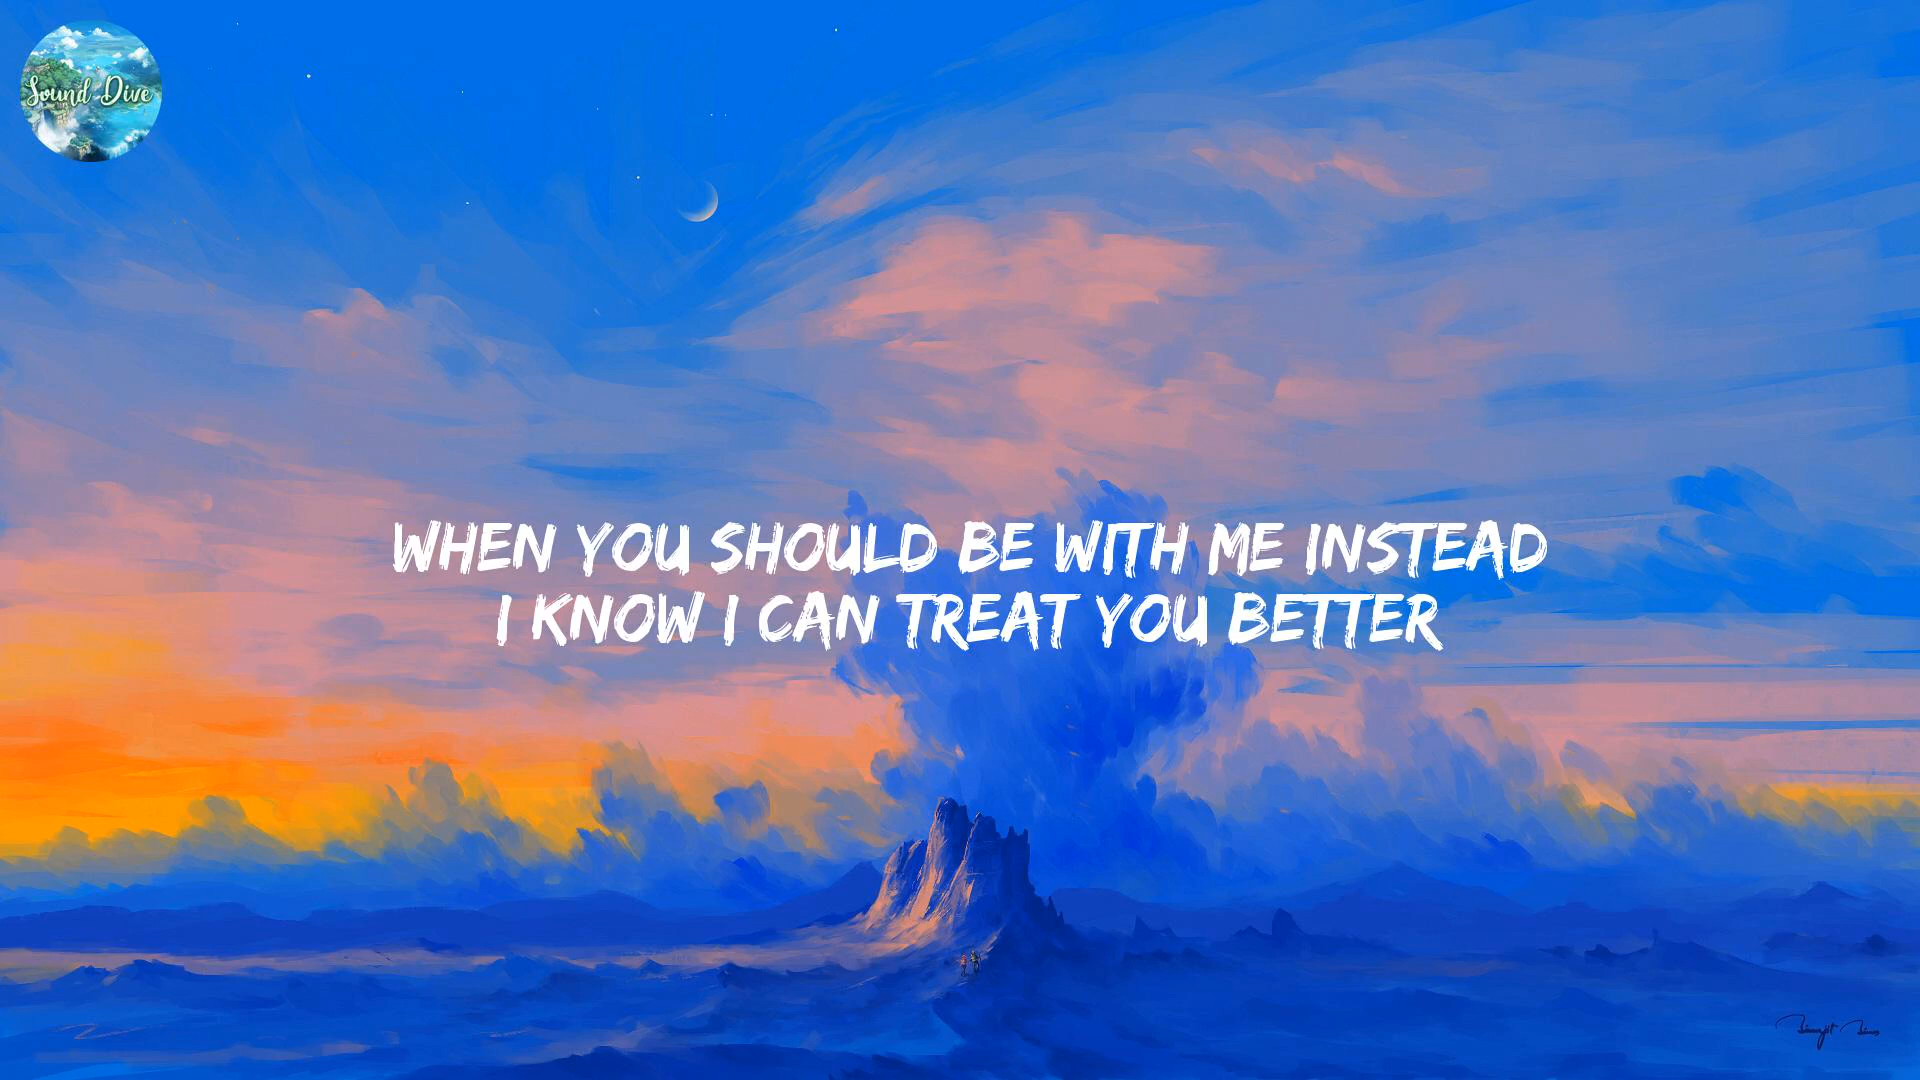 Sound Dive
WHEN YOU SHOULD BE WITH ME INSTEAD
I KNOW I CAN TREAT YOU BETTER